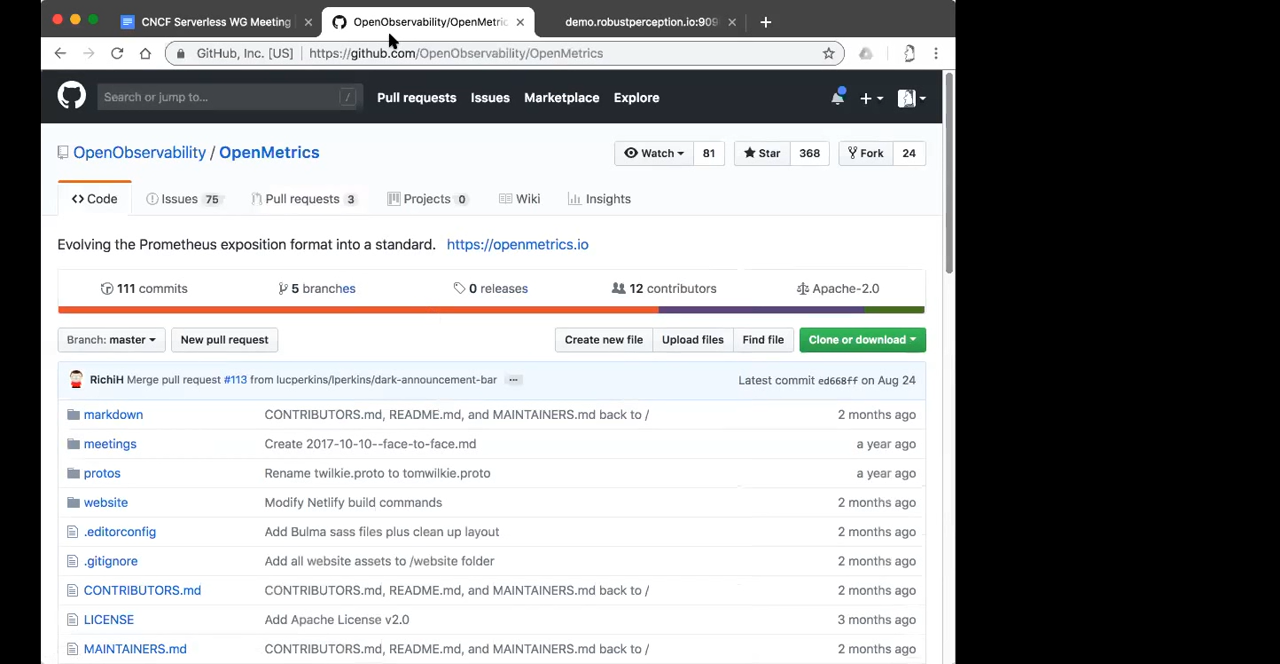 CNCF Serverless WG Meeting × OpenObservability/OpenMetric × demo.robustperception.io:909 × +
GitHub, Inc. [US] | https://github.com/OpenObservability/OpenMetrics
Search or jump to... / Pull requests Issues Marketplace Explore
OpenObservability / OpenMetrics Watch 81 Star 368 Fork 24
Code Issues 75 Pull requests 3 Projects 0 Wiki Insights
Evolving the Prometheus exposition format into a standard. https://openmetrics.io
111 commits 5 branches 0 releases 12 contributors Apache-2.0
Branch: master New pull request Create new file Upload files Find file Clone or download
RichiH Merge pull request #113 from lucperkins/lperkins/dark-announcement-bar ... Latest commit ed668ff on Aug 24
markdown CONTRIBUTORS.md, README.md, and MAINTAINERS.md back to / 2 months ago
meetings Create 2017-10-10--face-to-face.md a year ago
protos Rename twilkie.proto to tomwilkie.proto a year ago
website Modify Netlify build commands 2 months ago
.editorconfig Add Bulma sass files plus clean up layout 2 months ago
.gitignore Add all website assets to /website folder 2 months ago
CONTRIBUTORS.md CONTRIBUTORS.md, README.md, and MAINTAINERS.md back to / 2 months ago
LICENSE Add Apache License v2.0 3 months ago
MAINTAINERS.md CONTRIBUTORS.md, README.md, and MAINTAINERS.md back to / 2 months ago